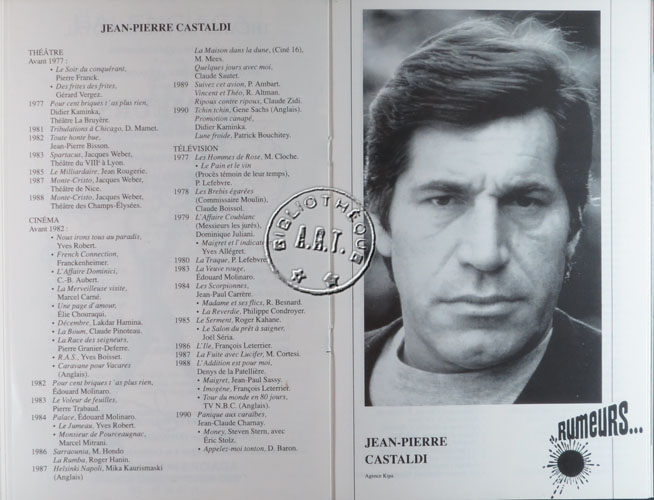 JEAN-PIERRE CASTALDI
THÉÂTRE
Avant 1977 :
• Le Soir du conquérant,
Pierre Franck.
• Des frites des frites,
Gérard Vergez.
1977 Pour cent briques t'as plus rien,
Didier Kaminka,
Théâtre La Bruyère.
1981 Tribulations à Chicago, D. Mamet.
1982 Toute honte bue,
Jean-Pierre Bisson,
1983 Spartacus, Jacques Weber,
Théâtre du VIIIe à Lyon.
1985 Le Milliardaire, Jean Rougerie.
1987 Monte-Cristo, Jacques Weber,
Théâtre de Nice.
1988 Monte-Cristo, Jacques Weber,
Théâtre des Champs-Élysées.
CINÉMA
Avant 1982 :
• Nous irons tous au paradis,
Yves Robert.
• French Connection,
Franckenheimer.
• L'Affaire Dominici,
C.-B. Aubert.
• La Merveilleuse visite,
Marcel Carné.
• Une page d'amour,
Élie Chouraqui.
• Décembre, Lakdar Hamina.
• La Boum, Claude Pinoteau.
• La Race des seigneurs,
Pierre Granier-Deferre.
• R.A.S., Yves Boisset.
• Caravane pour Vacares
(Anglais).
1982 Pour cent briques t'as plus rien,
Édouard Molinaro.
1983 Le Voleur de feuilles,
Pierre Trabaud.
1984 Palace, Édouard Molinaro.
• Le Jumeau, Yves Robert.
• Monsieur de Pourceaugnac,
Marcel Mitrani.
1986 Sarraounia, M. Hondo
La Rumba, Roger Hanin.
1987 Helsinki Napoli, Mika Kaurismaski
(Anglais)
La Maison dans la dune, (Ciné 16),
M. Mees.
Quelques jours avec moi,
Claude Sautet.
1989 Suivez cet avion, P. Ambart.
Vincent et Théo, R. Altman.
Ripous contre ripoux, Claude Zidi.
1990 Tchin tchin, Gene Sachs (Anglais).
Promotion canapé,
Didier Kaminka.
Lune froide, Patrick Bouchitey.
TÉLÉVISION
1977 Les Hommes de Rose, M. Cloche.
• Le Pain et le vin
(Procès témoin de leur temps),
P. Lefebvre.
1978 Les Brebis égarées
(Commissaire Moulin),
Claude Boissol.
1979 L'Affaire Coublanc
(Messieurs les jurés),
Dominique Juliani.
• Maigret et l'indicate
Yves Allégret.
1980 La Traque, P. Lefebvre.
1983 La Veuve rouge,
Édouard Molinaro.
1984 Les Scorpionnes,
Jean-Paul Carrère.
• Madame et ses flics, R. Besnard.
• La Reverdie, Philippe Condroyer.
1985 Le Serment, Roger Kahane.
• Le Salon du prêt à saigner,
Joël Séria.
1986 L'Ile, François Leterrier.
1987 La Fuite avec Lucifer, M. Cortesi.
1988 L'Addition est pour moi,
Denys de la Patellière.
• Maigret, Jean-Paul Sassy.
• Imogène, François Leterrier.
• Tour du monde en 80 jours,
TV N.B.C. (Anglais).
1990 Panique aux caraïbes,
Jean-Claude Charnay.
• Money, Steven Stern, avec
Éric Stolz.
• Appelez-moi tonton, D. Baron.
BIBLIOTHÈQUE
A.R.T.
JEAN-PIERRE
CASTALDI
Agence Kipa
RUMEURS...